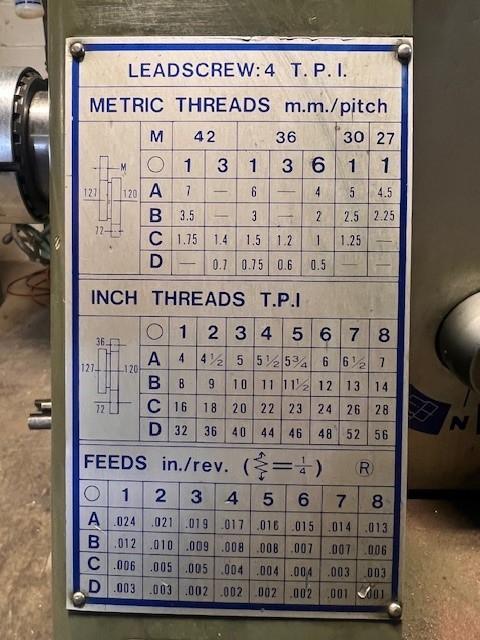 LEADSCREW: 4 T. P. I.
METRIC THREADS m.m./pitch
M 42 36 30 27
○ 1 3 1 3 6 1 1
A 7 — 6 — 4 5 4.5
B 3.5 — 3 — 2 2.5 2.25
C 1.75 1.4 1.5 1.2 1 1.25 —
D — 0.7 0.75 0.6 0.5 — —
M
127 120
72
INCH THREADS T.P.I
○ 1 2 3 4 5 6 7 8
A 4 4½ 5 5½ 5¾ 6 6½ 7
B 8 9 10 11 11½ 12 13 14
C 16 18 20 22 23 24 26 28
D 32 36 40 44 46 48 52 56
36
127 120
72
FEEDS in./rev. ( = ¼ ) Ⓡ
○ 1 2 3 4 5 6 7 8
A .024 .021 .019 .017 .016 .015 .014 .013
B .012 .010 .009 .008 .008 .007 .007 .006
C .006 .005 .005 .004 .004 .004 .003 .003
D .003 .003 .002 .002 .002 .002 .001 .001
N